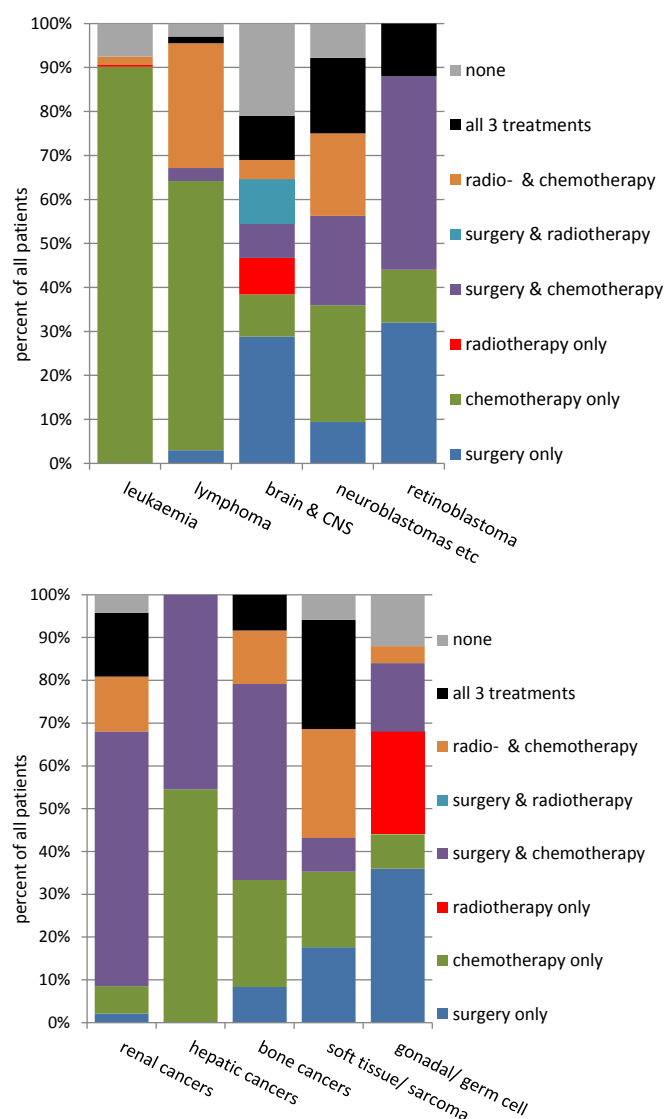 100%
90%
80%
70%
60%
50%
40%
30%
20%
10%
0%
percent of all patients
leukaemia
lymphoma
brain & CNS
neuroblastomas etc
retinoblastoma
none
all 3 treatments
radio- & chemotherapy
surgery & radiotherapy
surgery & chemotherapy
radiotherapy only
chemotherapy only
surgery only
100%
90%
80%
70%
60%
50%
40%
30%
20%
10%
0%
percent of all patients
renal cancers
hepatic cancers
bone cancers
soft tissue/ sarcoma
gonadal/ germ cell
none
all 3 treatments
radio- & chemotherapy
surgery & radiotherapy
surgery & chemotherapy
radiotherapy only
chemotherapy only
surgery only